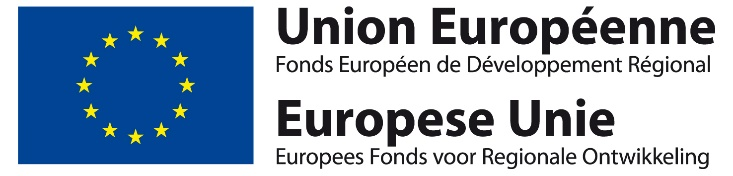 Union Européenne
Fonds Européen de Développement Régional
Europese Unie
Europees Fonds voor Regionale Ontwikkeling